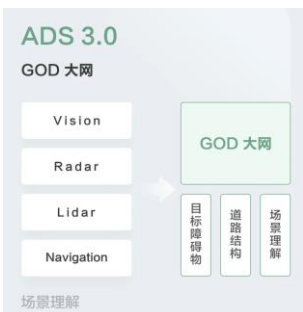 ADS 3.0
GOD 大网
Vision
Radar
Lidar
Navigation
GOD 大网
目标障碍物
道路结构
场景理解
场景理解